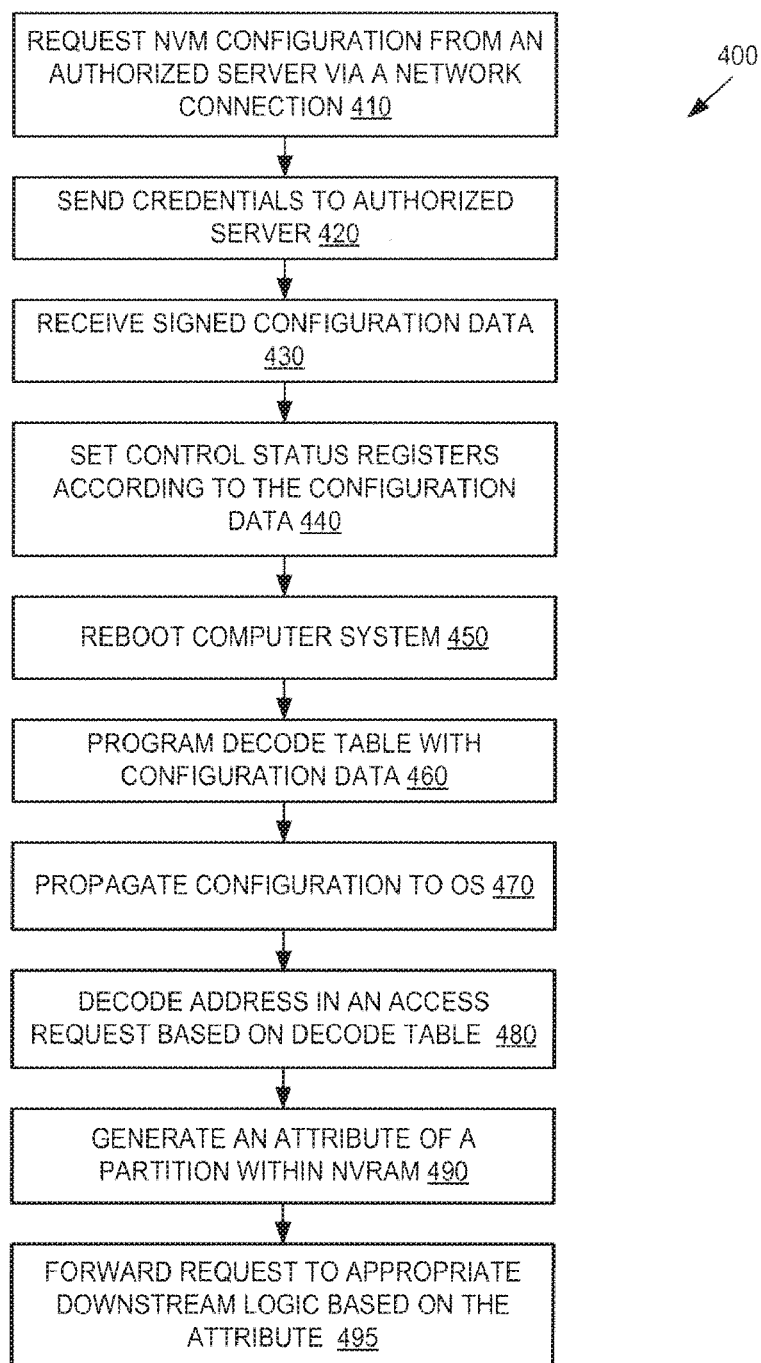 REQUEST NVM CONFIGURATION FROM AN
AUTHORIZED SERVER VIA A NETWORK
CONNECTION 410
400
SEND CREDENTIALS TO AUTHORIZED
SERVER 420
RECEIVE SIGNED CONFIGURATION DATA
430
SET CONTROL STATUS REGISTERS
ACCORDING TO THE CONFIGURATION
DATA 440
REBOOT COMPUTER SYSTEM 450
PROGRAM DECODE TABLE WITH
CONFIGURATION DATA 460
PROPAGATE CONFIGURATION TO OS 470
DECODE ADDRESS IN AN ACCESS
REQUEST BASED ON DECODE TABLE 480
GENERATE AN ATTRIBUTE OF A
PARTITION WITHIN NVRAM 490
FORWARD REQUEST TO APPROPRIATE
DOWNSTREAM LOGIC BASED ON THE
ATTRIBUTE 495